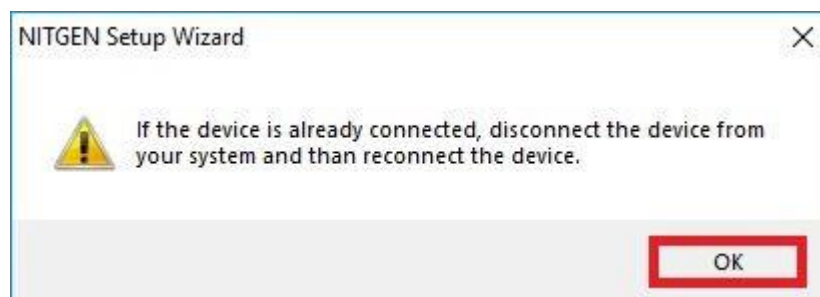 NITGEN Setup Wizard
If the device is already connected, disconnect the device from
your system and than reconnect the device.
OK